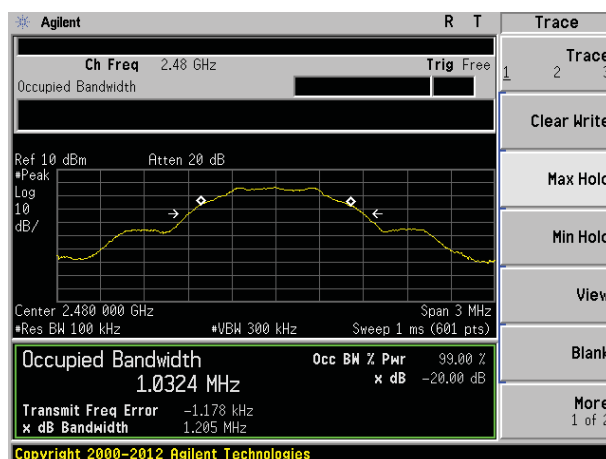 Agilent R T Trace
Ch Freq 2.48 GHz Trig Free
Occupied Bandwidth
Trace
1 2 3
Clear Write
Max Hold
Min Hold
View
Blank
More
1 of 2
Ref 10 dBm Atten 20 dB
#Peak
Log
10
dB/
Center 2.480 000 GHz Span 3 MHz
#Res BW 100 kHz #VBW 300 kHz Sweep 1 ms (601 pts)
Occupied Bandwidth Occ BW % Pwr 99.00 %
1.0324 MHz x dB -20.00 dB
Transmit Freq Error -1.178 kHz
x dB Bandwidth 1.205 MHz
Copyright 2000-2012 Agilent Technologies